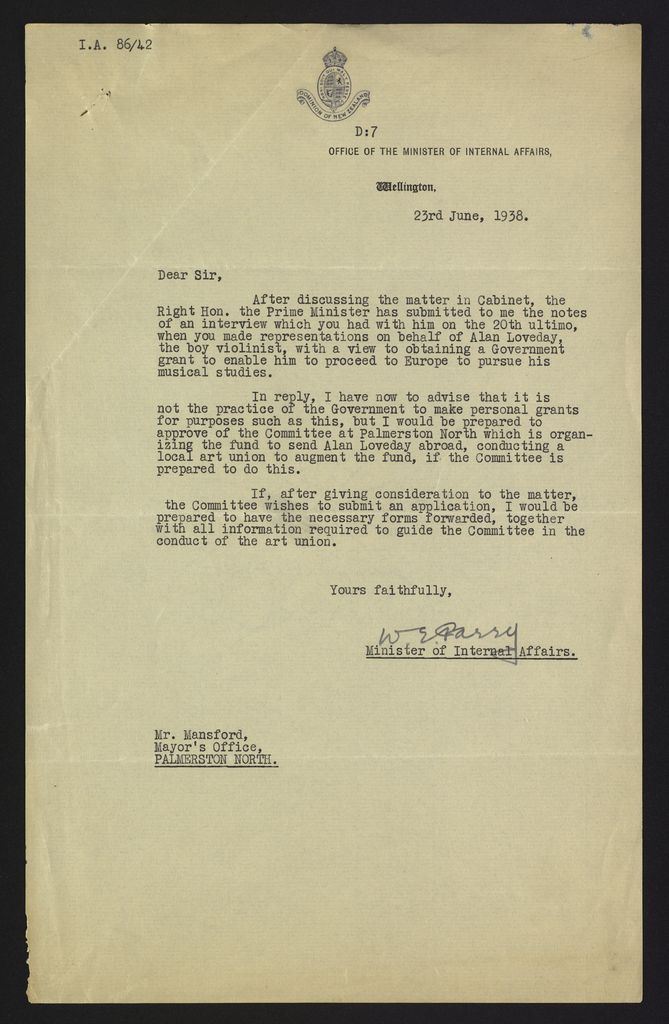 I.A. 86/42
DOMINION OF NEW ZEALAND
D:7
OFFICE OF THE MINISTER OF INTERNAL AFFAIRS,
Wellington,
23rd June, 1938.
Dear Sir,
After discussing the matter in Cabinet, the
Right Hon. the Prime Minister has submitted to me the notes
of an interview which you had with him on the 20th ultimo,
when you made representations on behalf of Alan Loveday,
the boy violinist, with a view to obtaining a Government
grant to enable him to proceed to Europe to pursue his
musical studies.
In reply, I have now to advise that it is
not the practice of the Government to make personal grants
for purposes such as this, but I would be prepared to
approve of the Committee at Palmerston North which is organ-
izing the fund to send Alan Loveday abroad, conducting a
local art union to augment the fund, if the Committee is
prepared to do this.
If, after giving consideration to the matter,
the Committee wishes to submit an application, I would be
prepared to have the necessary forms forwarded, together
with all information required to guide the Committee in the
conduct of the art union.
Yours faithfully,
W. E. Parry
Minister of Internal Affairs.
Mr. Mansford,
Mayor's Office,
PALMERSTON NORTH.